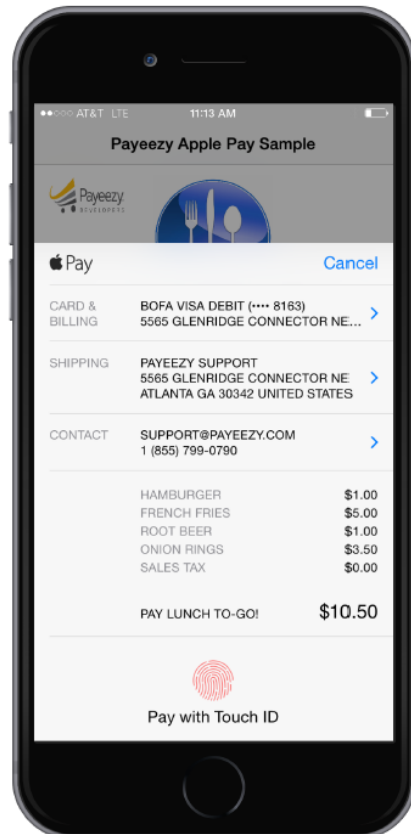 AT&T LTE 11:13 AM
Payeezy Apple Pay Sample
Payeezy
DEVELOPERS
Pay Cancel
CARD & BILLING
BOFA VISA DEBIT (•••• 8163)
5565 GLENRIDGE CONNECTOR NE...
SHIPPING
PAYEEZY SUPPORT
5565 GLENRIDGE CONNECTOR NE
ATLANTA GA 30342 UNITED STATES
CONTACT
SUPPORT@PAYEEZY.COM
1 (855) 799-0790
HAMBURGER $1.00
FRENCH FRIES $5.00
ROOT BEER $1.00
ONION RINGS $3.50
SALES TAX $0.00
PAY LUNCH TO-GO! $10.50
Pay with Touch ID